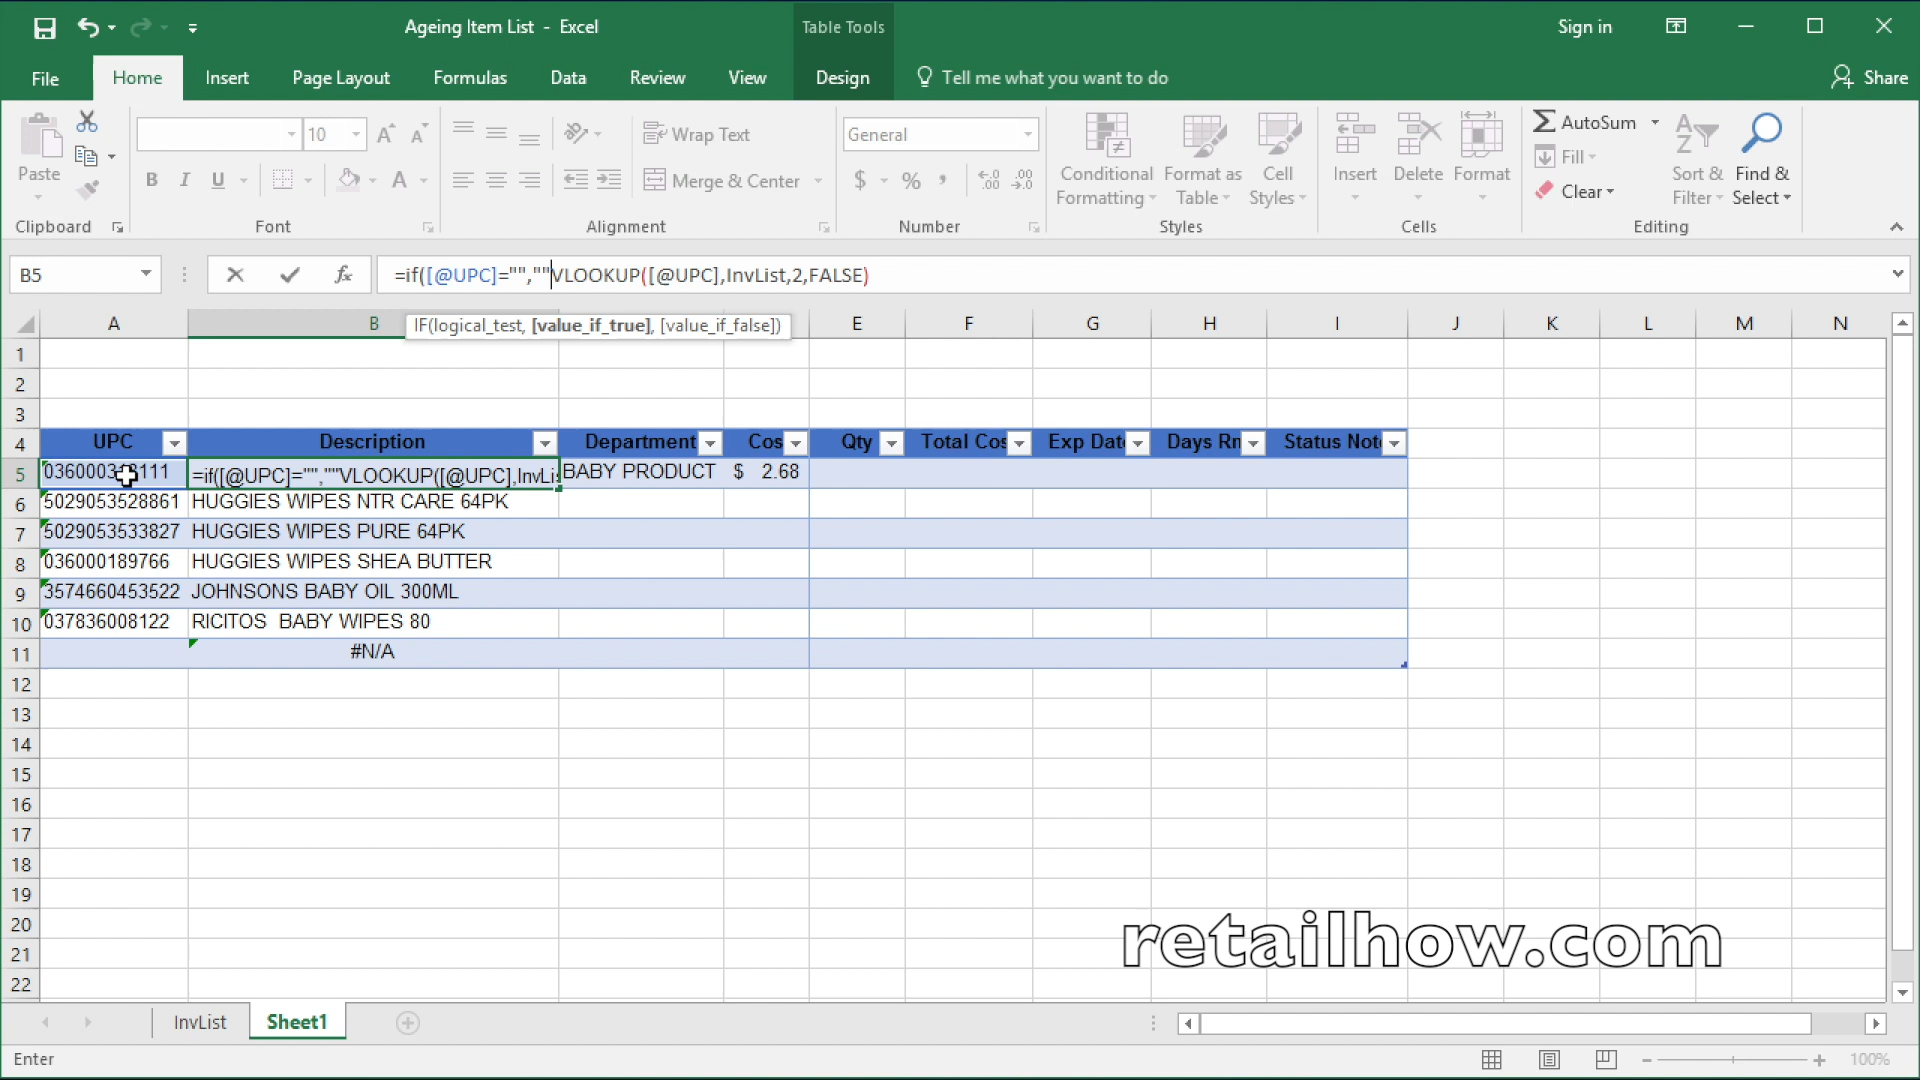 Ageing Item List - Excel
Table Tools
Sign in
File
Home
Insert
Page Layout
Formulas
Data
Review
View
Design
Tell me what you want to do
Share
Paste
Clipboard
10
B I U
Font
Wrap Text
Merge & Center
Alignment
General
$ % ,
Number
Conditional Formatting
Format as Table
Cell Styles
Styles
Insert
Delete
Format
Cells
AutoSum
Fill
Clear
Sort & Filter
Find & Select
Editing
B5
fx
=if([@UPC]="",""VLOOKUP([@UPC],InvList,2,FALSE)
IF(logical_test, [value_if_true], [value_if_false])
A B E F G H I J K L M N
1
2
3
4 UPC Description Department Cos Qty Total Cos Exp Dat Days Rn Status Not
5 =if([@UPC]="",""VLOOKUP([@UPC],InvLi BABY PRODUCT $ 2.68
6 5029053528861 HUGGIES WIPES NTR CARE 64PK
7 5029053533827 HUGGIES WIPES PURE 64PK
8 036000189766 HUGGIES WIPES SHEA BUTTER
9 3574660453522 JOHNSONS BABY OIL 300ML
10 037836008122 RICITOS BABY WIPES 80
11 #N/A
12
13
14
15
16
17
18
19
20
21
22
retailhow.com
InvList
Sheet1
Enter
100%